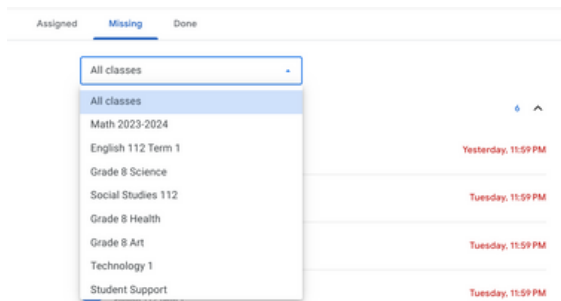 Assigned Missing Done
All classes
All classes
6
Math 2023-2024
English 112 Term 1
Yesterday, 11:59 PM
Grade 8 Science
Social Studies 112
Tuesday, 11:59 PM
Grade 8 Health
Grade 8 Art
Tuesday, 11:59 PM
Technology 1
Student Support
Tuesday, 11:59 PM